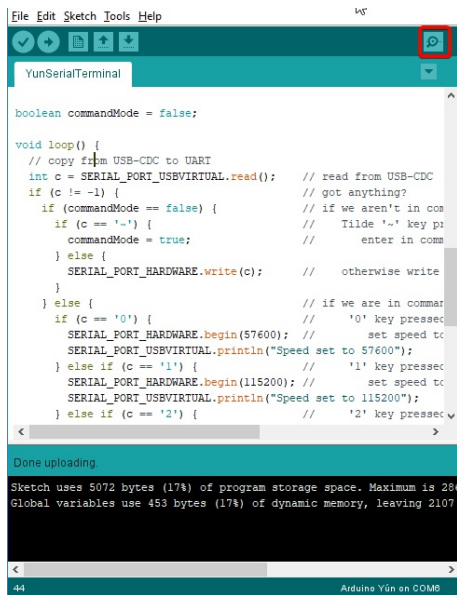 File Edit Sketch Tools Help
YunSerialTerminal
boolean commandMode = false;
void loop() {
// copy from USB-CDC to UART
int c = SERIAL_PORT_USBVIRTUAL.read(); // read from USB-CDC
if (c != -1) { // got anything?
if (commandMode == false) { // if we aren't in com
if (c == '~') { // Tilde '~' key pr
commandMode = true; // enter in comm
} else {
SERIAL_PORT_HARDWARE.write(c); // otherwise write
}
} else { // if we are in comman
if (c == '0') { // '0' key pressed
SERIAL_PORT_HARDWARE.begin(57600); // set speed to
SERIAL_PORT_USBVIRTUAL.println("Speed set to 57600");
} else if (c == '1') { // '1' key pressed
SERIAL_PORT_HARDWARE.begin(115200); // set speed to
SERIAL_PORT_USBVIRTUAL.println("Speed set to 115200");
} else if (c == '2') { // '2' key pressed
Done uploading.
Sketch uses 5072 bytes (17%) of program storage space. Maximum is 28
Global variables use 453 bytes (17%) of dynamic memory, leaving 2107
44 Arduino Yún on COM6